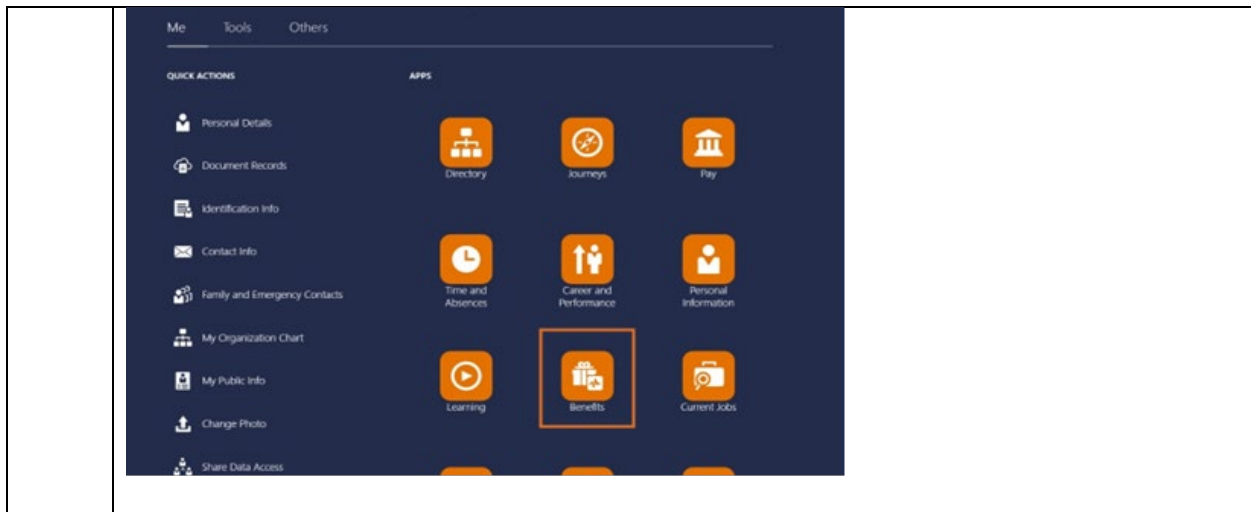 Me Tools Others
QUICK ACTIONS
APPS
Personal Details
Document Records
Identification Info
Contact Info
Family and Emergency Contacts
My Organization Chart
My Public Info
Change Photo
Share Data Access
Directory
Journeys
Pay
Time and
Absences
Career and
Performance
Personal
Information
Learning
Benefits
Current Jobs